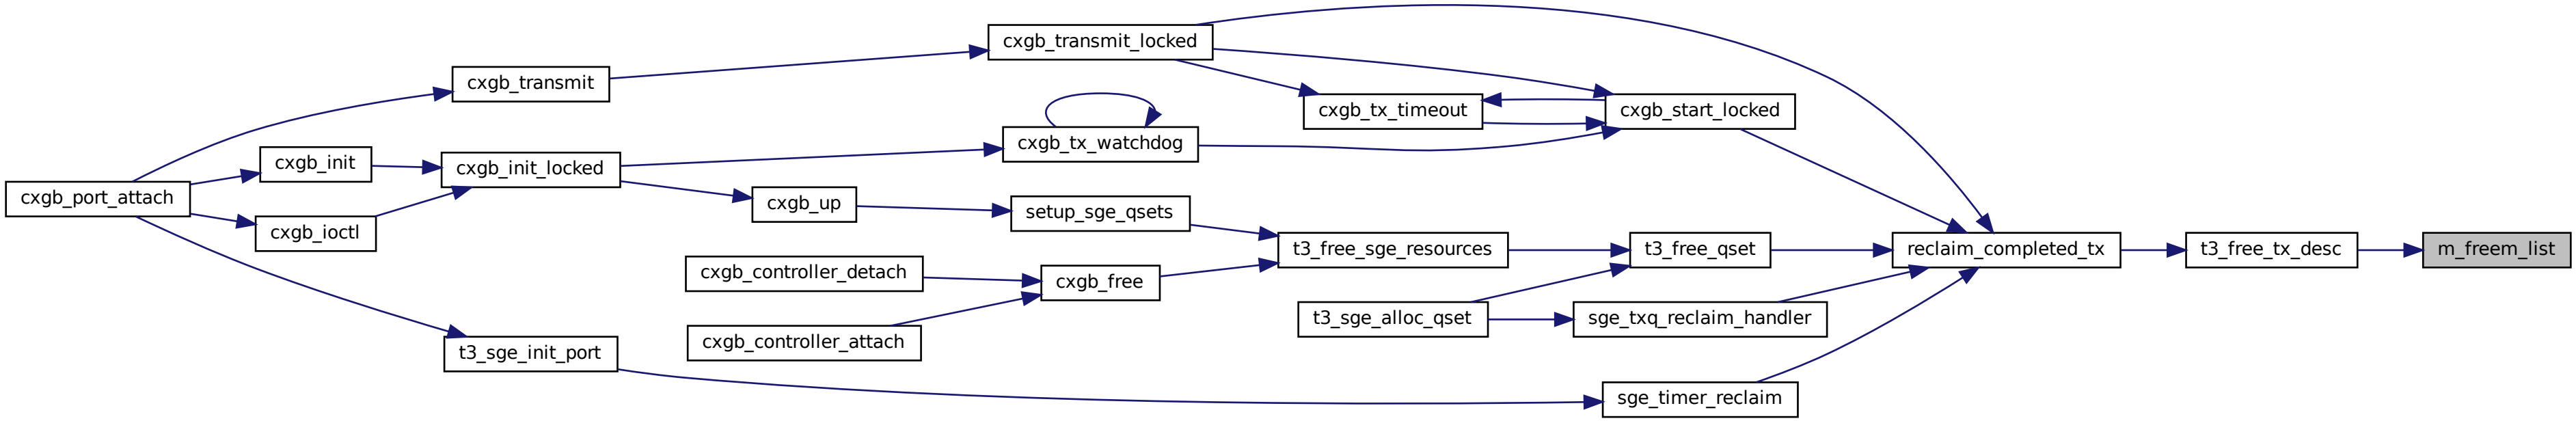 cxgb_transmit_locked
cxgb_transmit
cxgb_tx_timeout
cxgb_start_locked
cxgb_tx_watchdog
cxgb_init
cxgb_init_locked
cxgb_port_attach
cxgb_up
setup_sge_qsets
cxgb_ioctl
t3_free_sge_resources
t3_free_qset
reclaim_completed_tx
t3_free_tx_desc
m_freem_list
cxgb_controller_detach
cxgb_free
t3_sge_alloc_qset
sge_txq_reclaim_handler
cxgb_controller_attach
t3_sge_init_port
sge_timer_reclaim